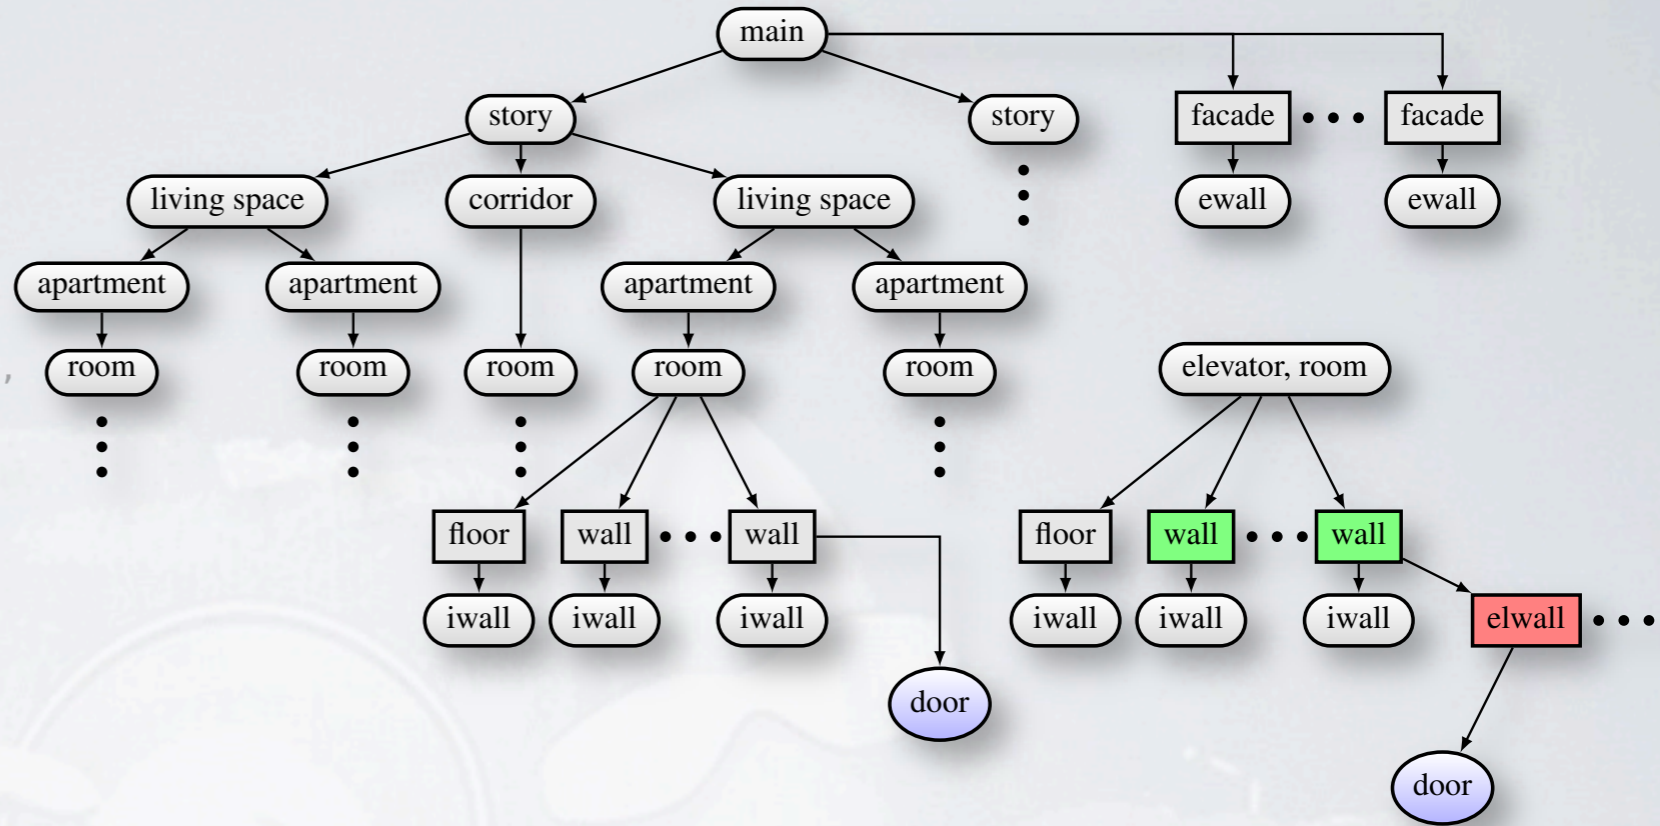 main
story
story
facade
facade
living space
corridor
living space
ewall
ewall
apartment
apartment
apartment
apartment
room
room
room
room
room
elevator, room
floor
wall
wall
floor
wall
wall
iwall
iwall
iwall
iwall
iwall
iwall
elwall
door
door